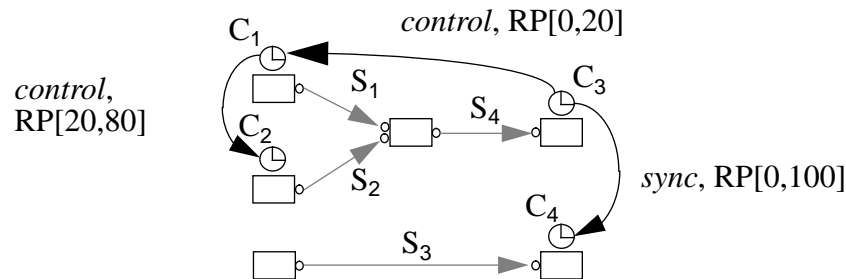 control, RP[0,20]
C1
C3
control,
RP[20,80]
S1
S4
C2
S2
sync, RP[0,100]
C4
S3